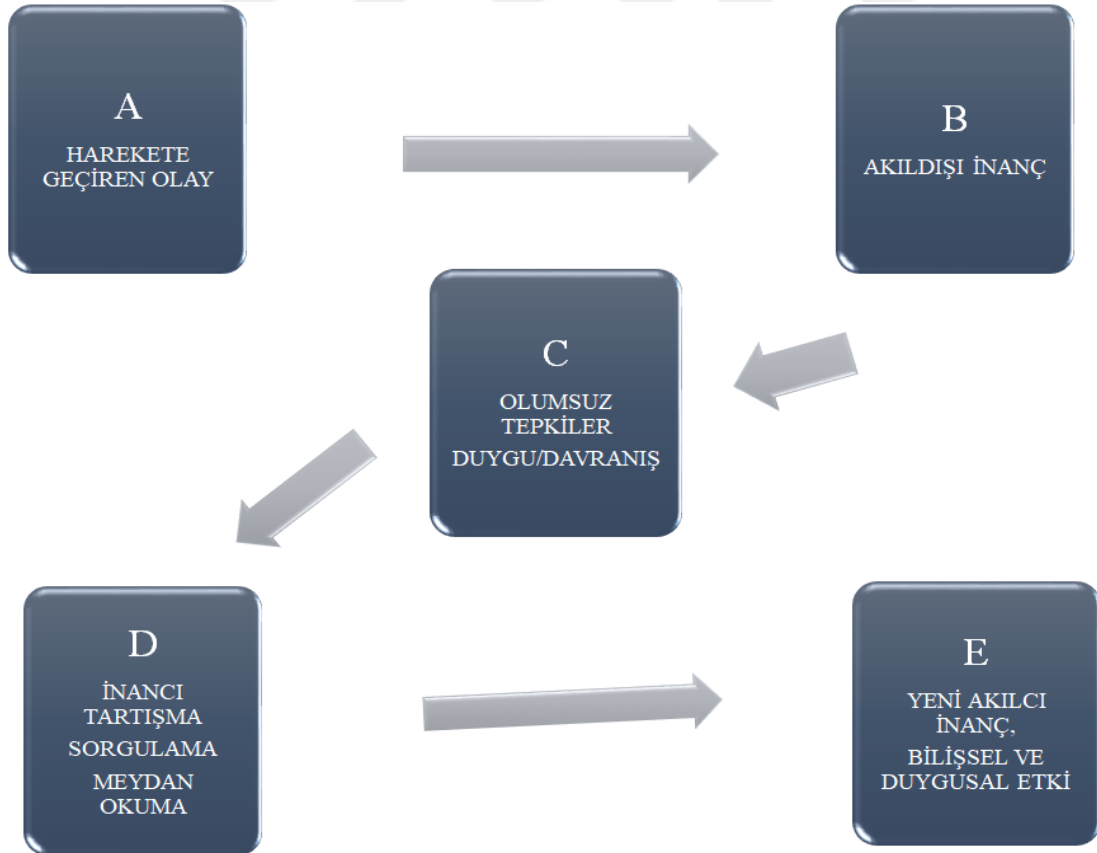 A
HAREKETE
GEÇİREN OLAY
B
AKILDIŞI İNANÇ
C
OLUMSUZ
TEPKİLER
DUYGU/DAVRANIŞ
D
İNANCI
TARTIŞMA
SORGULAMA
MEYDAN
OKUMA
E
YENİ AKILCI
İNANÇ,
BİLİŞSEL VE
DUYGUSAL ETKİ